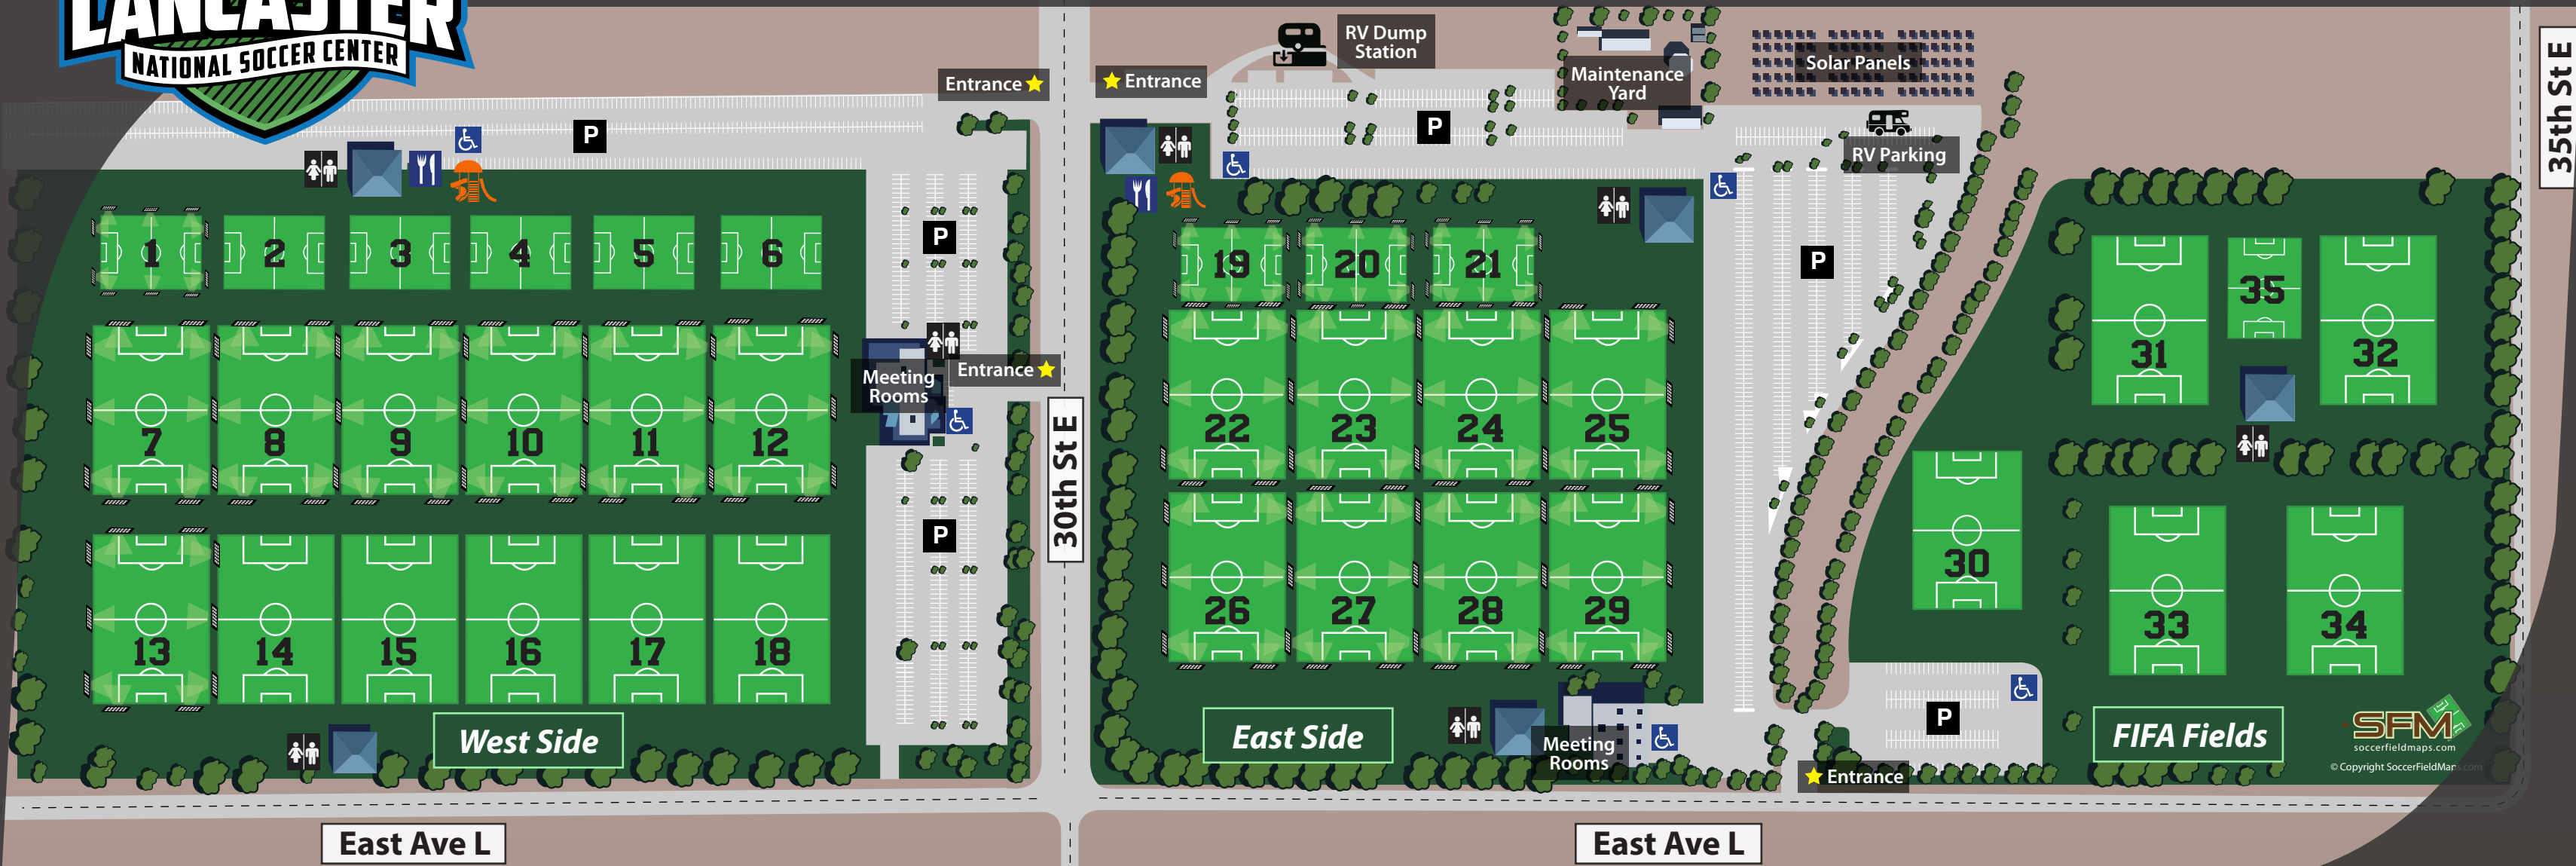 LANCASTER
NATIONAL SOCCER CENTER
Entrance
Entrance
RV Dump
Station
Maintenance
Yard
Solar Panels
35th St E
P
P
RV Parking
1
2
3
4
5
6
P
19
20
21
P
31
35
32
Meeting
Rooms
Entrance
7
8
9
10
11
12
22
23
24
25
30th St E
P
30
26
27
28
29
33
34
13
14
15
16
17
18
P
West Side
East Side
FIFA Fields
SFM
soccerfieldmaps.com
Meeting
Rooms
Entrance
© Copyright SoccerFieldMaps.com
East Ave L
East Ave L